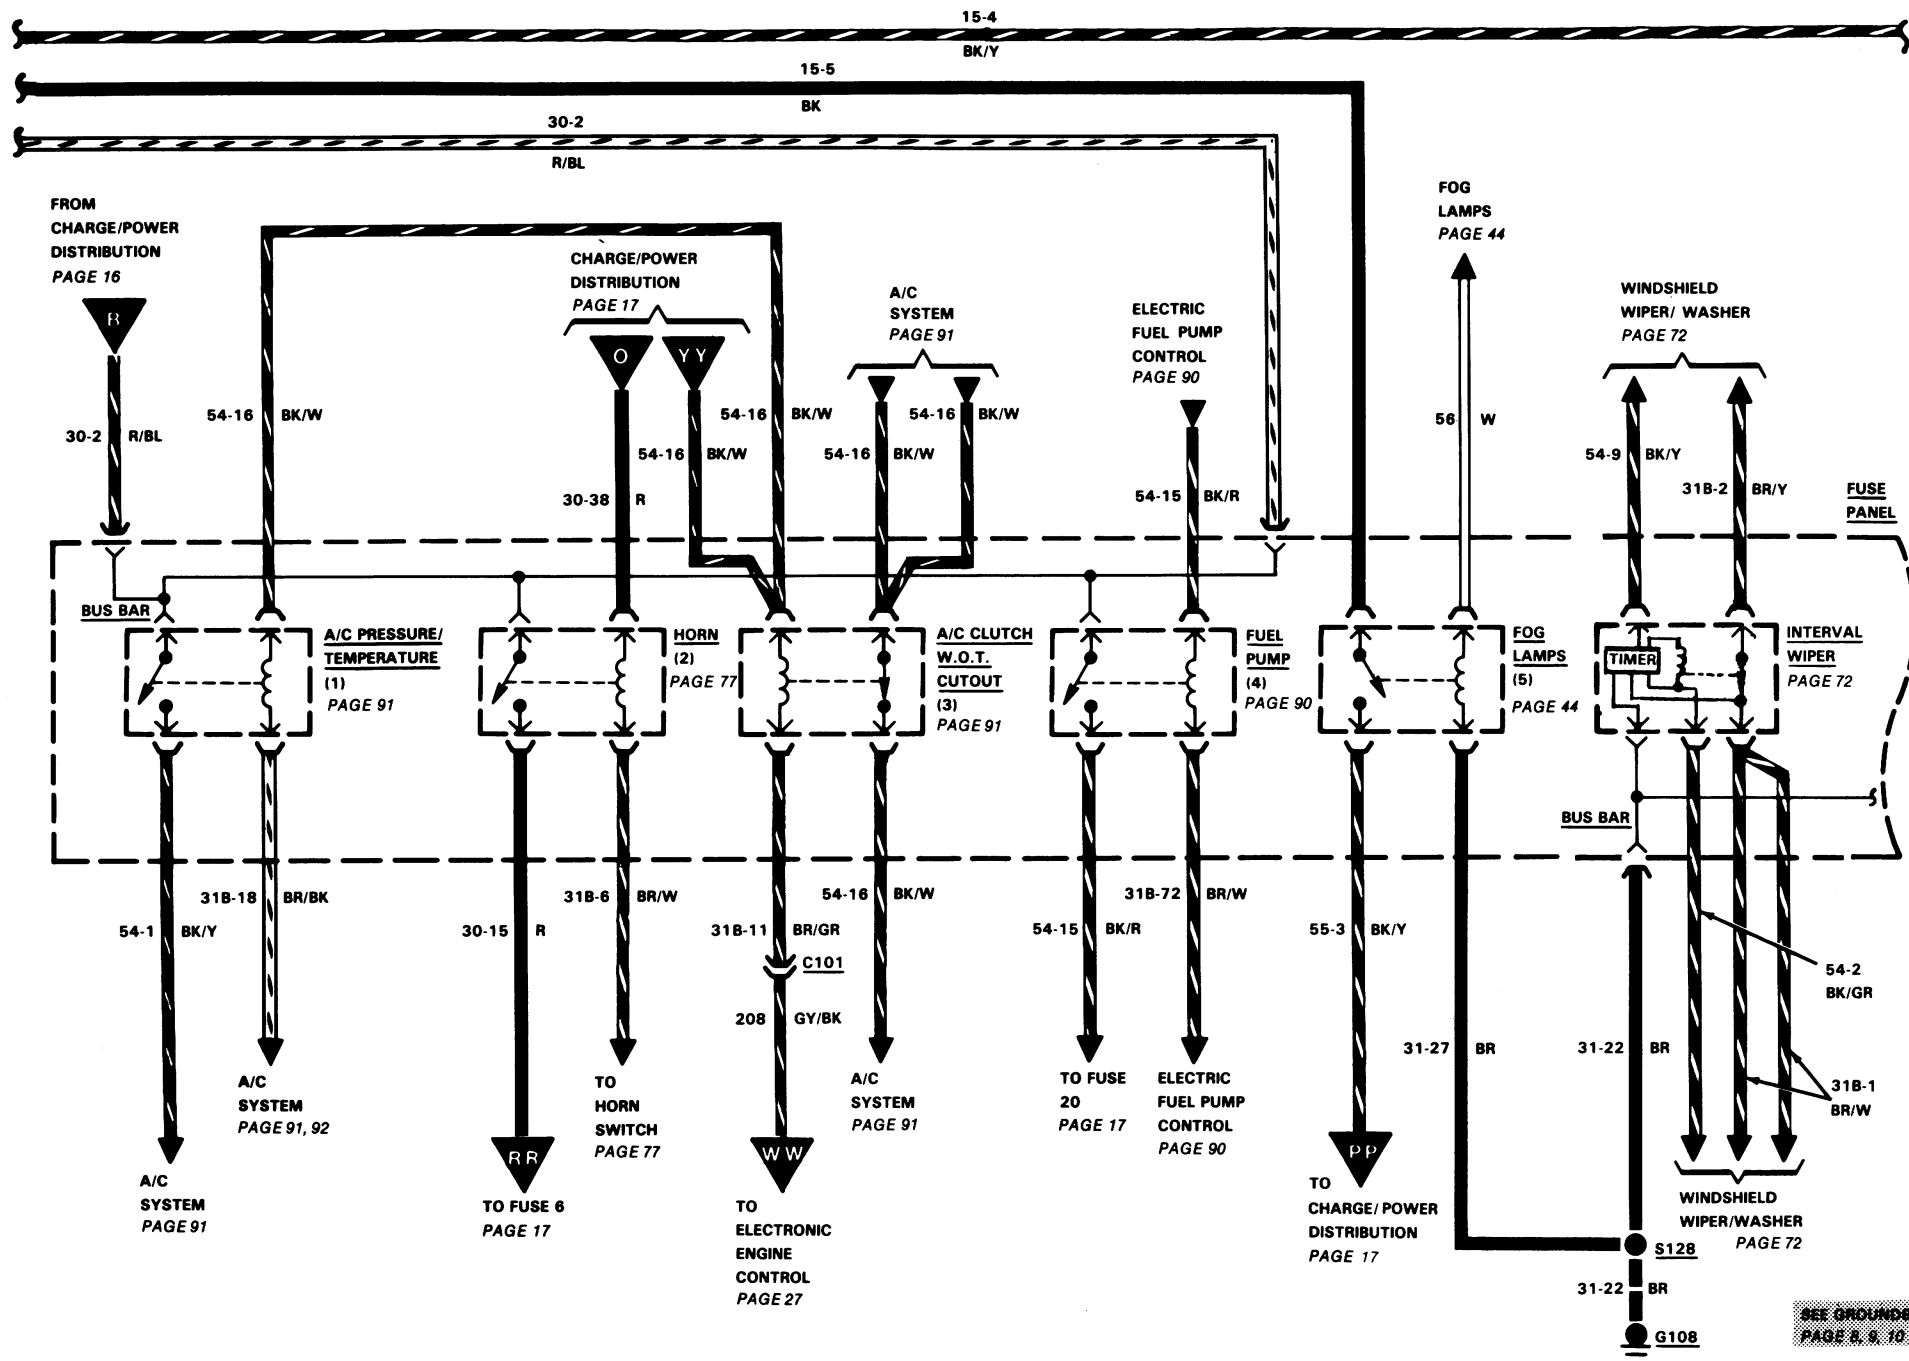 15-4
BK/Y
15-5
BK
30-2
R/BL
FROM
CHARGE/POWER
DISTRIBUTION
PAGE 16
R
CHARGE/POWER
DISTRIBUTION
PAGE 17
O
YY
A/C
SYSTEM
PAGE 91
ELECTRIC
FUEL PUMP
CONTROL
PAGE 90
FOG
LAMPS
PAGE 44
WINDSHIELD
WIPER/ WASHER
PAGE 72
30-2 R/BL
54-16 BK/W
30-38 R
54-16 BK/W
54-16 BK/W
54-16 BK/W
54-16 BK/W
54-15 BK/R
56 W
54-9 BK/Y
31B-2 BR/Y
FUSE
PANEL
BUS BAR
A/C PRESSURE/
TEMPERATURE
(1)
PAGE 91
HORN
(2)
PAGE 77
A/C CLUTCH
W.O.T.
CUTOUT
(3)
PAGE 91
FUEL
PUMP
(4)
PAGE 90
FOG
LAMPS
(5)
PAGE 44
TIMER
INTERVAL
WIPER
PAGE 72
BUS BAR
54-1 BK/Y
31B-18 BR/BK
30-15 R
31B-6 BR/W
31B-11 BR/GR
C101
208 GY/BK
54-16 BK/W
54-15 BK/R
31B-72 BR/W
55-3 BK/Y
31-27 BR
31-22 BR
54-2
BK/GR
31B-1
BR/W
A/C
SYSTEM
PAGE 91
A/C
SYSTEM
PAGE 91, 92
RR
TO FUSE 6
PAGE 17
TO
HORN
SWITCH
PAGE 77
WW
TO
ELECTRONIC
ENGINE
CONTROL
PAGE 27
A/C
SYSTEM
PAGE 91
TO FUSE
20
PAGE 17
ELECTRIC
FUEL PUMP
CONTROL
PAGE 90
PP
TO
CHARGE/ POWER
DISTRIBUTION
PAGE 17
WINDSHIELD
WIPER/WASHER
PAGE 72
S128
31-22 BR
G108
SEE GROUNDS
PAGE 8, 9, 10